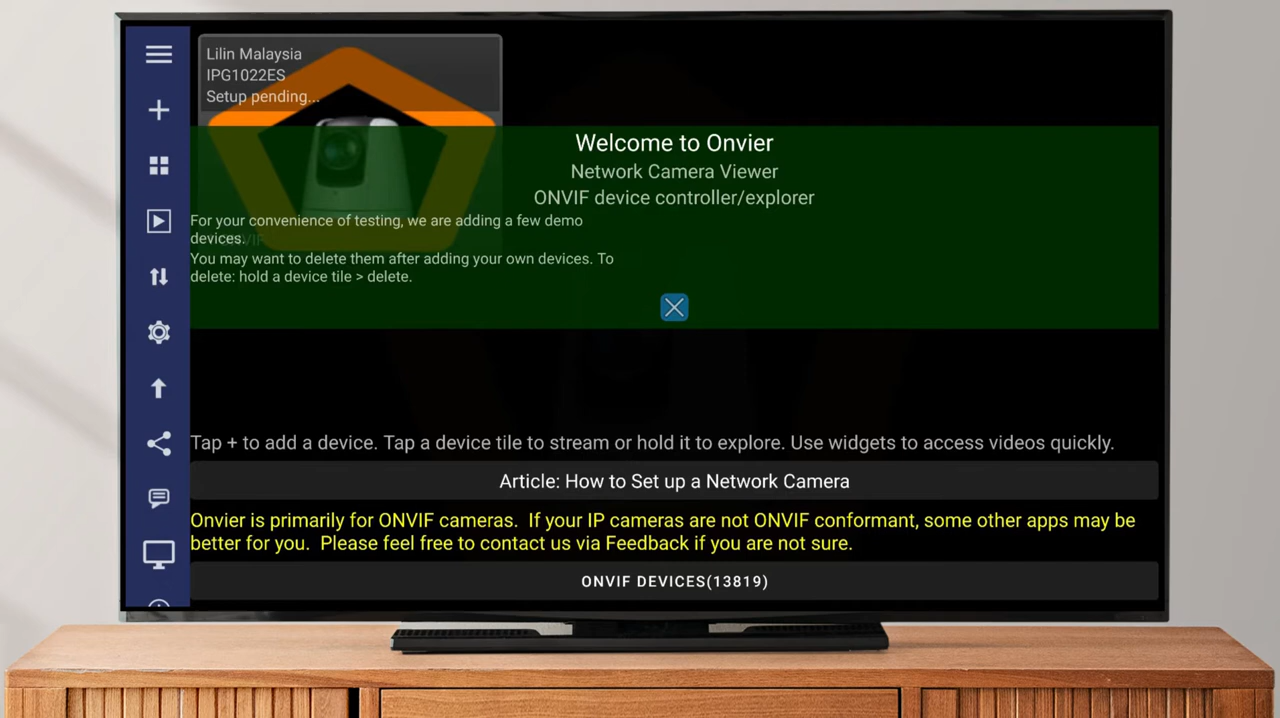 Lilin Malaysia
IPG1022ES
Setup pending...
Welcome to Onvier
Network Camera Viewer
ONVIF device controller/explorer
For your convenience of testing, we are adding a few demo
devices.
You may want to delete them after adding your own devices. To
delete: hold a device tile > delete.
Tap + to add a device. Tap a device tile to stream or hold it to explore. Use widgets to access videos quickly.
Article: How to Set up a Network Camera
Onvier is primarily for ONVIF cameras. If your IP cameras are not ONVIF conformant, some other apps may be
better for you. Please feel free to contact us via Feedback if you are not sure.
ONVIF DEVICES(13819)